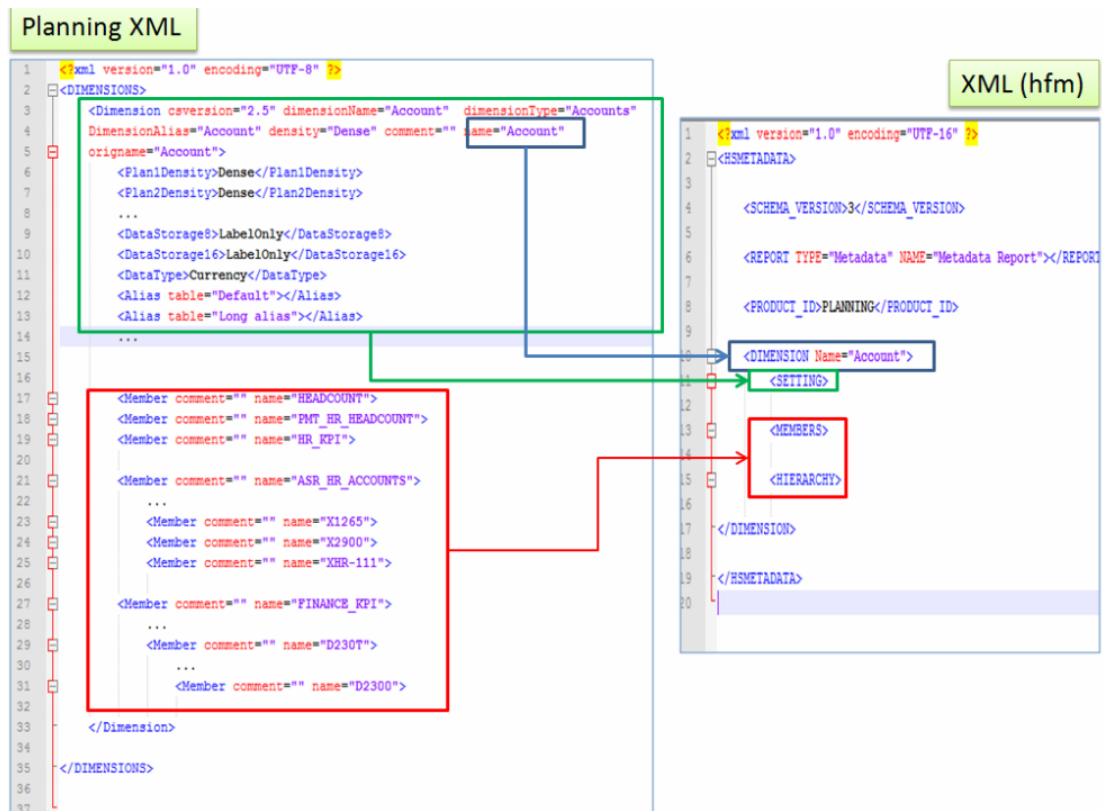 Planning XML
1 <?xml version="1.0" encoding="UTF-8" ?>
2 <DIMENSIONS>
3 <Dimension csversion="2.5" dimensionName="Account" dimensionType="Accounts"
4 DimensionAlias="Account" density="Dense" comment="" name="Account"
5 origname="Account">
6 <Plan1Density>Dense</Plan1Density>
7 <Plan2Density>Dense</Plan2Density>
8 ...
9 <DataStorage8>LabelOnly</DataStorage8>
10 <DataStorage16>LabelOnly</DataStorage16>
11 <DataType>Currency</DataType>
12 <Alias table="Default"></Alias>
13 <Alias table="Long alias"></Alias>
14 ...
15
16
17 <Member comment="" name="HEADCOUNT">
18 <Member comment="" name="PMT_HR_HEADCOUNT">
19 <Member comment="" name="HR_KPI">
20
21 <Member comment="" name="ASR_HR_ACCOUNTS">
22 ...
23 <Member comment="" name="X1265">
24 <Member comment="" name="X2900">
25 <Member comment="" name="XHR-111">
26
27 <Member comment="" name="FINANCE_KPI">
28 ...
29 <Member comment="" name="D230T">
30 ...
31 <Member comment="" name="D2300">
32
33 </Dimension>
34
35 </DIMENSIONS>
36
37
XML (hfm)
1 <?xml version="1.0" encoding="UTF-16" ?>
2 <HSMETADATA>
3
4 <SCHEMA_VERSION>3</SCHEMA_VERSION>
5
6 <REPORT TYPE="Metadata" NAME="Metadata Report"></REPORT
7
8 <PRODUCT_ID>PLANNING</PRODUCT_ID>
9
10 <DIMENSION Name="Account">
11 <SETTING>
12
13 <MEMBERS>
14
15 <HIERARCHY>
16
17 </DIMENSION>
18
19 </HSMETADATA>
20